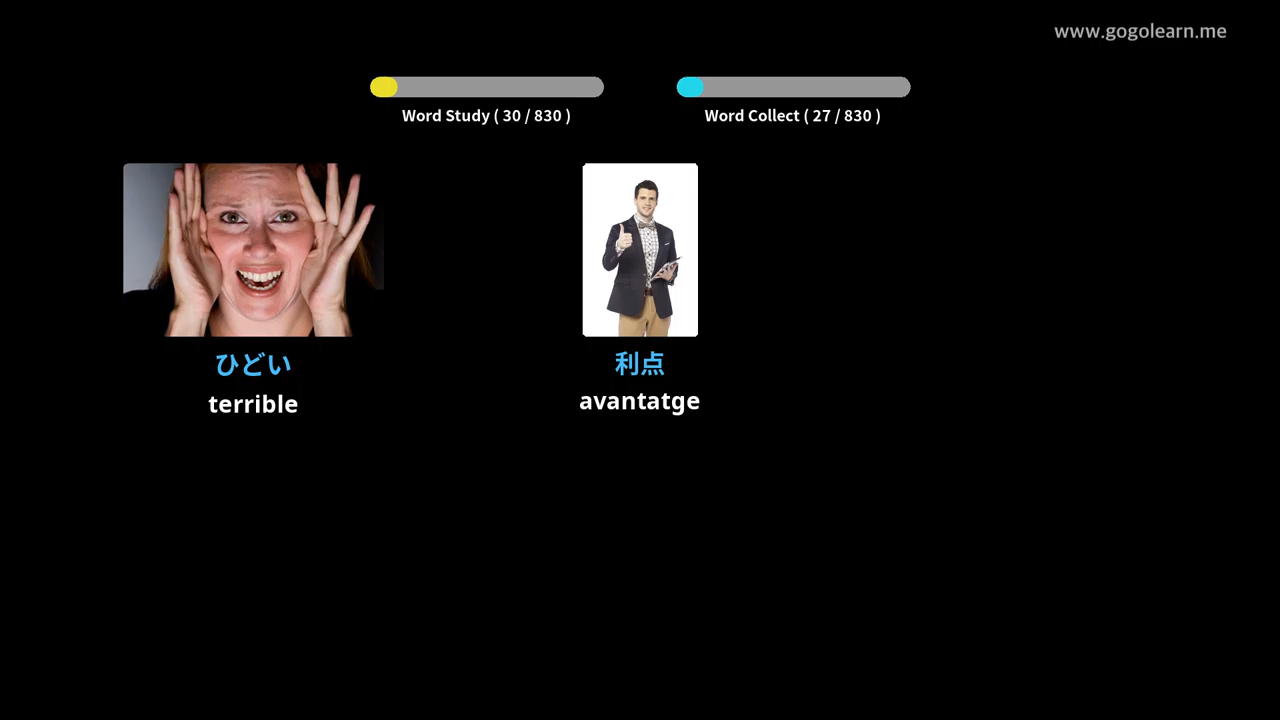 www.gogolearn.me
Word Study ( 30 / 830 )
Word Collect ( 27 / 830 )
ひどい
terrible
利点
avantatge